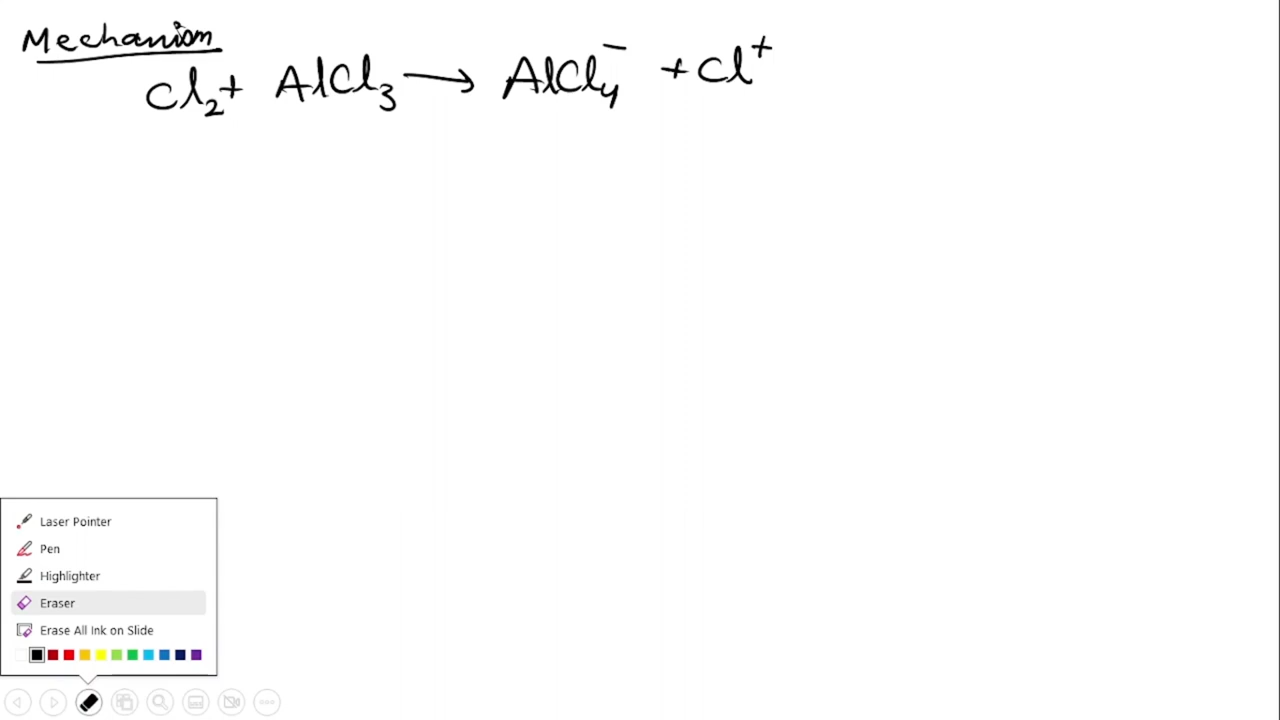 Mechanism
Cl₂ + AlCl₃ ⟶ AlCl₄⁻ + Cl⁺
Laser Pointer
Pen
Highlighter
Eraser
Erase All Ink on Slide